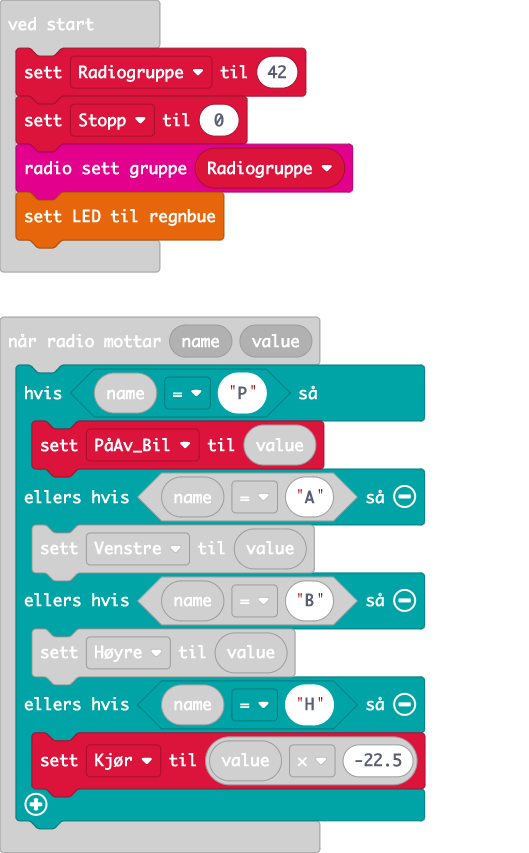 ved start
sett Radiogruppe til 42
sett Stopp til 0
radio sett gruppe Radiogruppe
sett LED til regnbue
når radio mottar name value
hvis name = "P" så
sett PåAv_Bil til value
ellers hvis name = "A" så
sett Venstre til value
ellers hvis name = "B" så
sett Høyre til value
ellers hvis name = "H" så
sett Kjør til value × -22.5